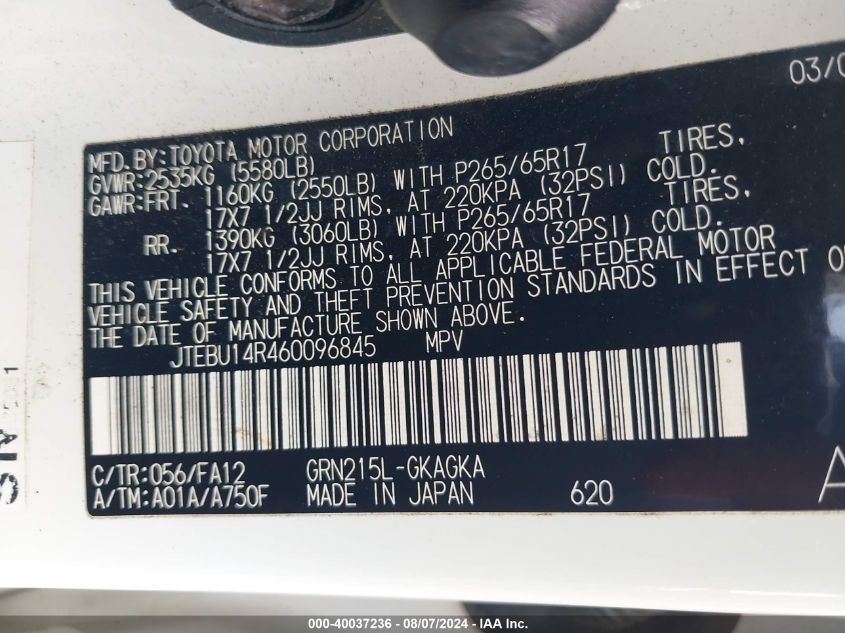 03/0
MFD. BY: TOYOTA MOTOR CORPORATION
GVWR: 2535KG (5580LB)
GAWR: FRT. 1160KG (2550LB) WITH P265/65R17 TIRES,
17X7 1/2JJ RIMS, AT 220KPA (32PSI) COLD.
RR. 1390KG (3060LB) WITH P265/65R17 TIRES,
17X7 1/2JJ RIMS, AT 220KPA (32PSI) COLD.
THIS VEHICLE CONFORMS TO ALL APPLICABLE FEDERAL MOTOR
VEHICLE SAFETY AND THEFT PREVENTION STANDARDS IN EFFECT O
THE DATE OF MANUFACTURE SHOWN ABOVE.
JTEBU14R460096845 MPV
C/TR: 056/FA12 GRN215L-GKAGKA
A/TM: A01A/A750F MADE IN JAPAN 620 A
000-40037236 - 08/07/2024 - IAA Inc.